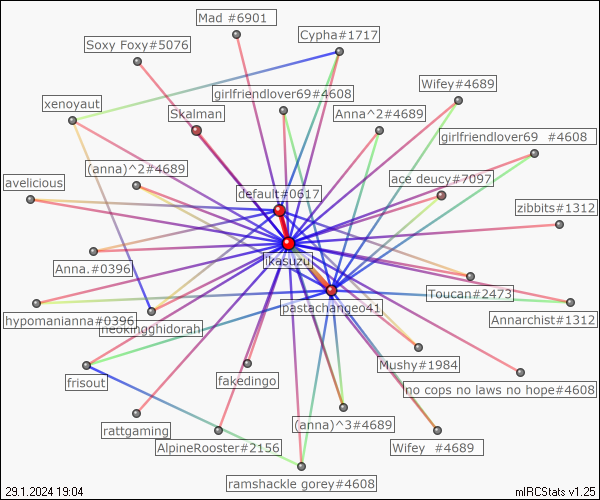 Mad #6901
Cypha#1717
Soxy Foxy#5076
Wifey#4689
girlfriendlover69#4608
xenoyaut
Skalman
Anna^2#4689
girlfriendlover69 #4608
(anna)^2#4689
ace deucy#7097
avelicious
default#0617
zibbits#1312
Ikasuzu
Anna.#0396
Toucan#2473
pastachangeo41
hypomanianna#0396
Annarchist#1312
neokingghidorah
Mushy#1984
frisout
fakedingo
no cops no laws no hope#4608
(anna)^3#4689
rattgaming
AlpineRooster#2156
Wifey #4689
ramshackle gorey#4608
29.1.2024 19:04
mIRCStats v1.25